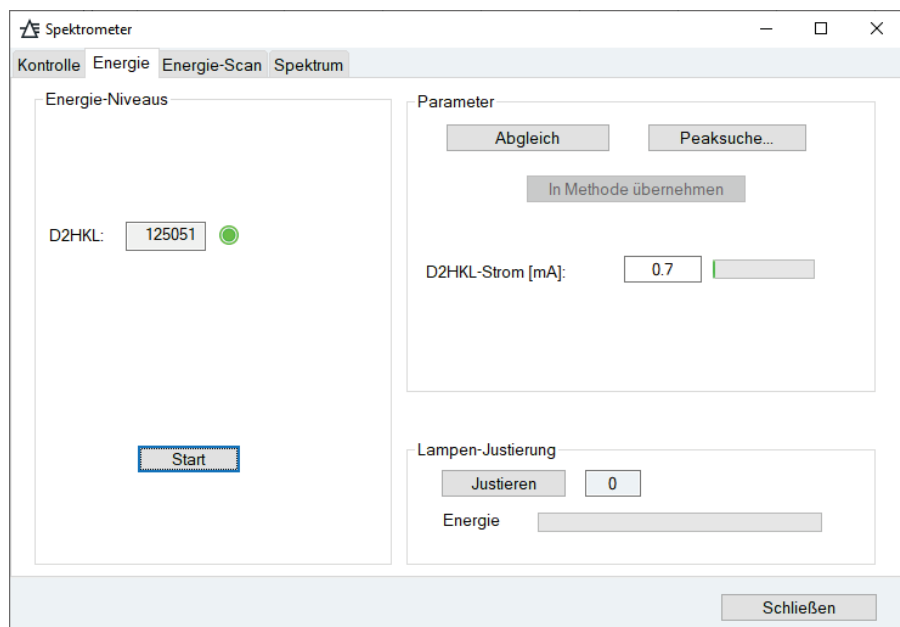 Spektrometer
Kontrolle Energie Energie-Scan Spektrum
Energie-Niveaus
D2HKL: 125051
Start
Parameter
Abgleich Peaksuche...
In Methode übernehmen
D2HKL-Strom [mA]: 0.7
Lampen-Justierung
Justieren 0
Energie
Schließen